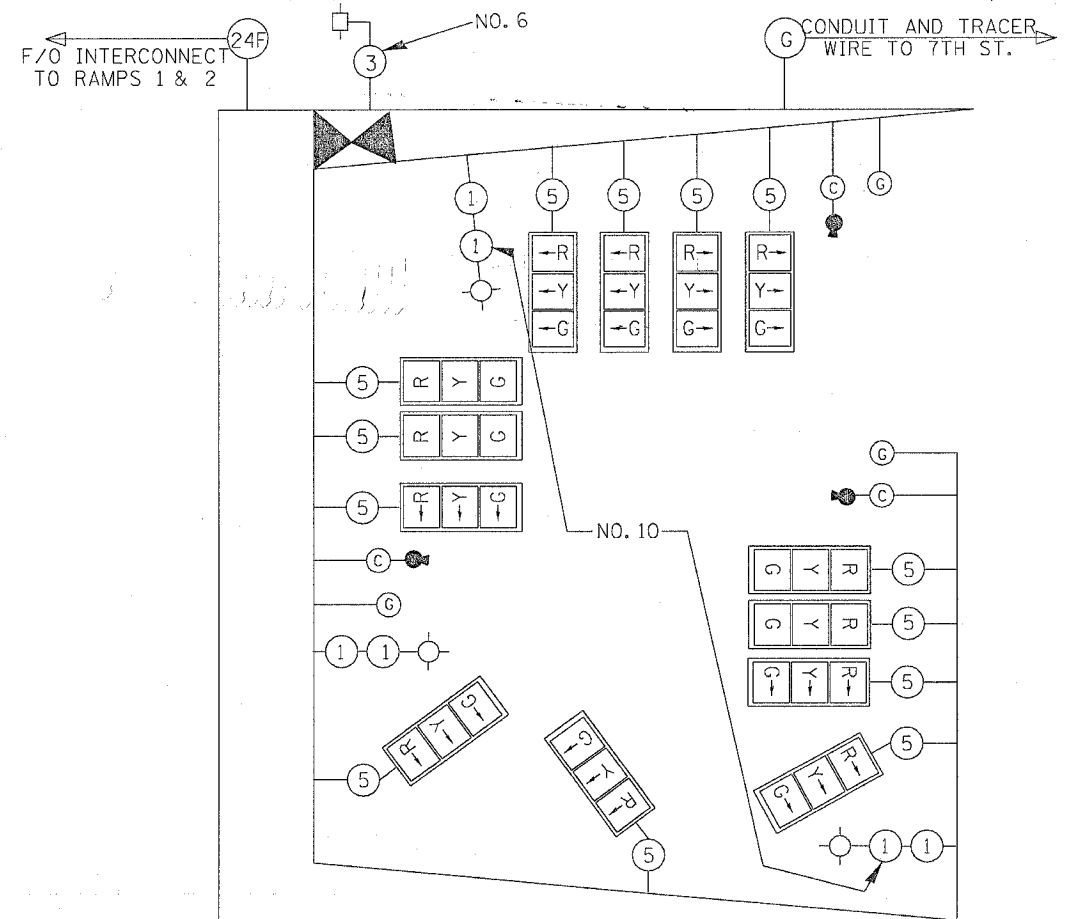 NO. 6
24F
F/O INTERCONNECT
TO RAMPS 1 & 2
3
G
CONDUIT AND TRACER
WIRE TO 7TH ST.
1
5
5
5
5
C
G
1
←R
←R
R→
R→
←Y
←Y
Y→
Y→
←G
←G
G→
G→
5
R Y G
5
R Y G
5
←R ←Y ←G
C
G
1 1
5
R→ Y→ G→
NO. 10
G
C
G Y R
5
G Y R
5
G→ Y→ R→
5
G→ Y→ R→
5
G← Y← R←
5
1 1